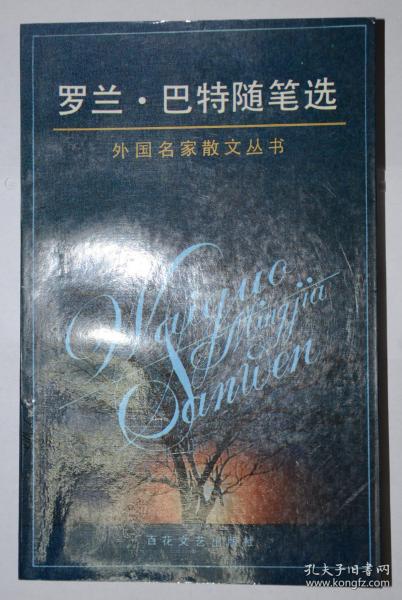 罗兰·巴特随笔选
外国名家散文丛书
Waiguo
Mingjia
Sanwen
百花文艺出版社
孔夫子旧书网
www.kongfz.com